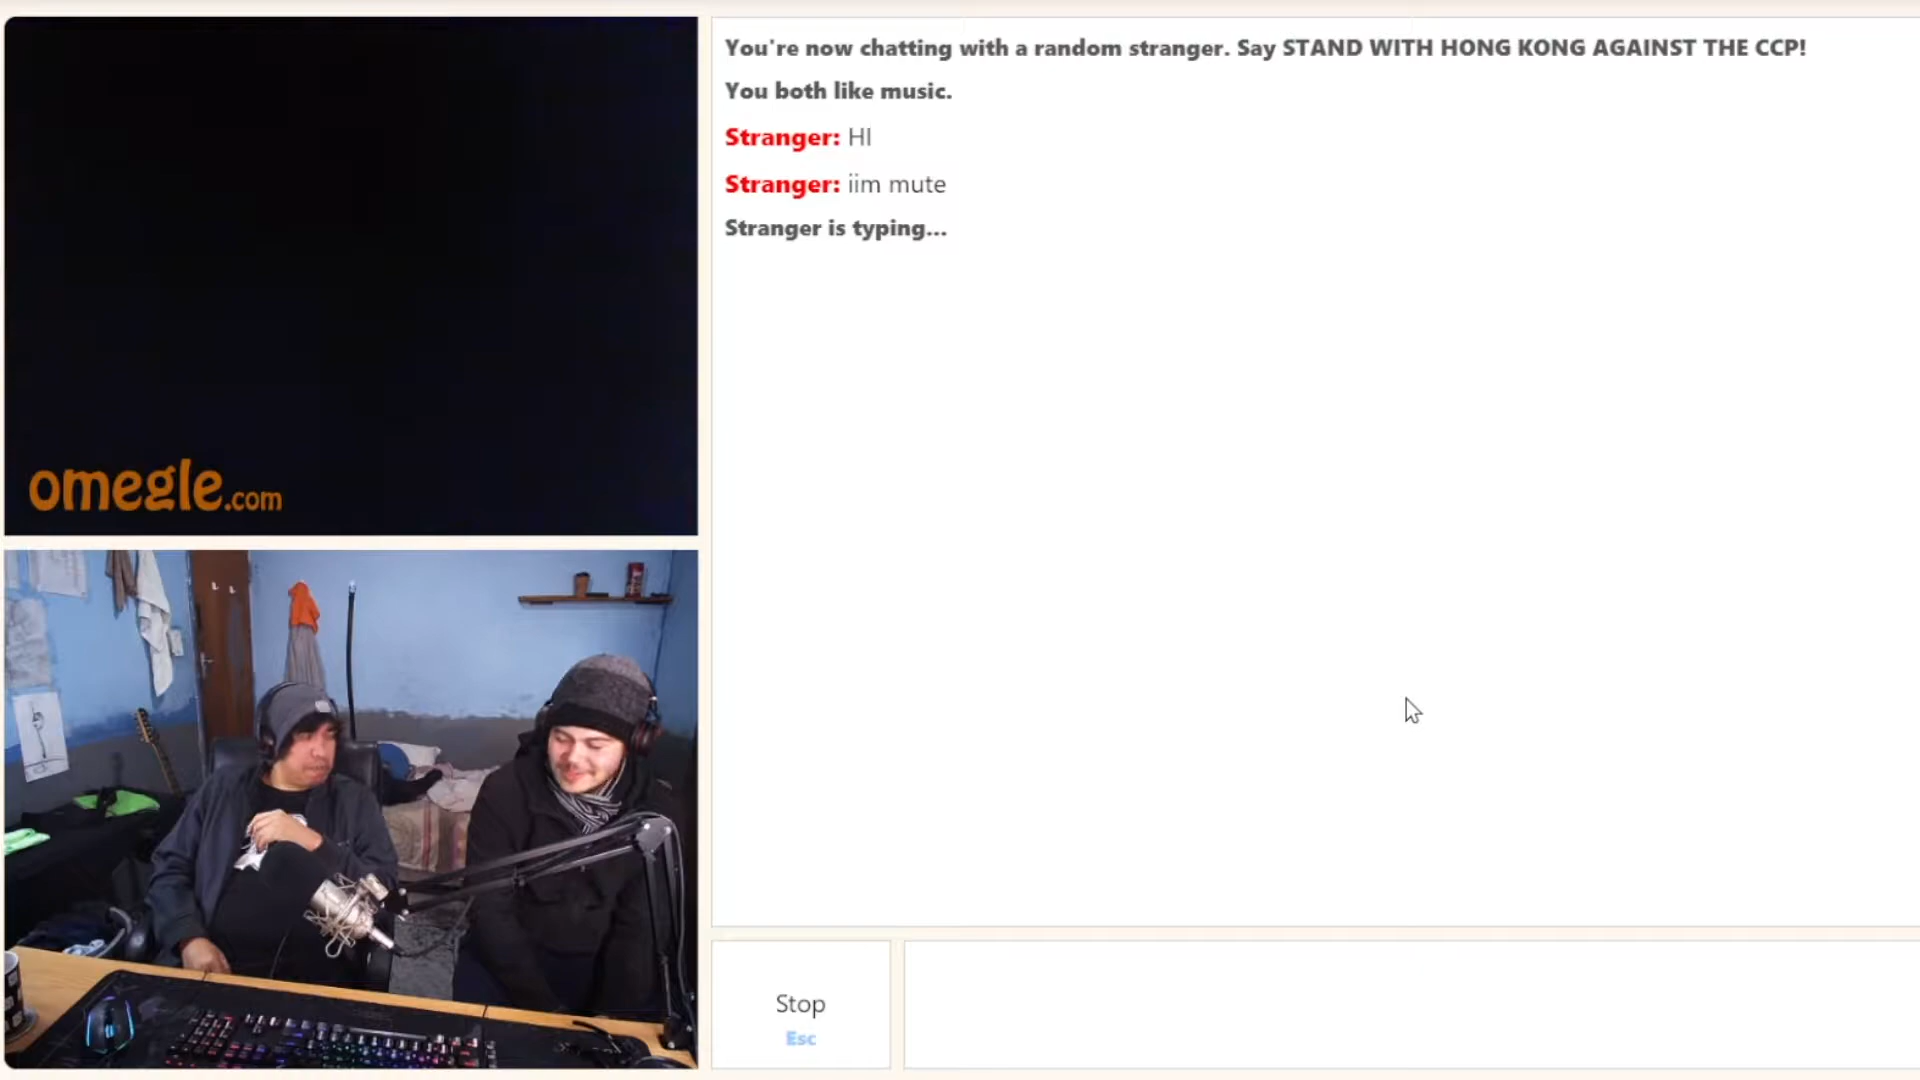 You're now chatting with a random stranger. Say STAND WITH HONG KONG AGAINST THE CCP!
You both like music.
Stranger: HI
Stranger: iim mute
Stranger is typing...
omegle.com
Stop
Esc